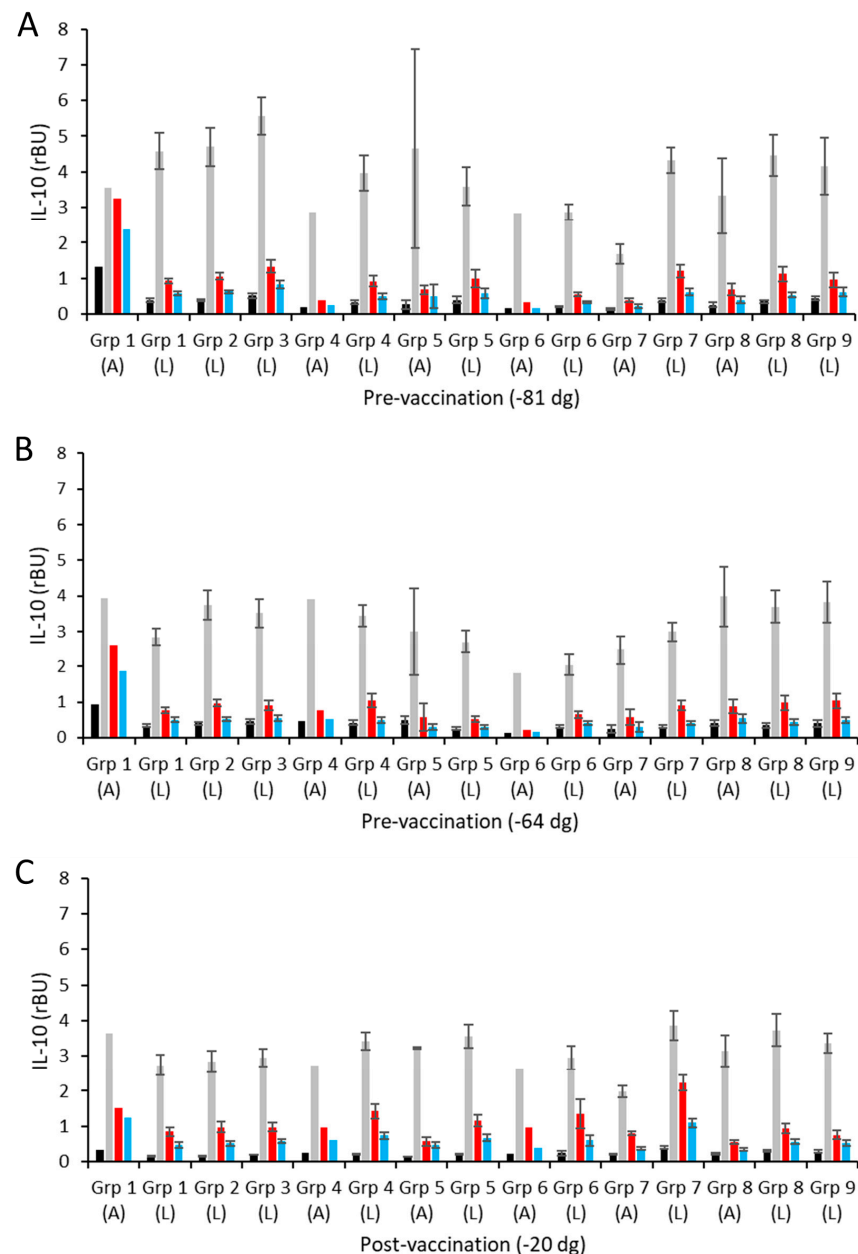 A
8
7
6
5
4
3
2
1
0
IL-10 (rBU)
Grp 1 Grp 1 Grp 2 Grp 3 Grp 4 Grp 4 Grp 5 Grp 5 Grp 6 Grp 6 Grp 7 Grp 7 Grp 8 Grp 8 Grp 9
(A) (L) (L) (L) (A) (L) (A) (L) (A) (L) (A) (L) (A) (L) (L)
Pre-vaccination (-81 dg)
B
8
7
6
5
4
3
2
1
0
IL-10 (rBU)
Grp 1 Grp 1 Grp 2 Grp 3 Grp 4 Grp 4 Grp 5 Grp 5 Grp 6 Grp 6 Grp 7 Grp 7 Grp 8 Grp 8 Grp 9
(A) (L) (L) (L) (A) (L) (A) (L) (A) (L) (A) (L) (A) (L) (L)
Pre-vaccination (-64 dg)
C
8
7
6
5
4
3
2
1
0
IL-10 (rBU)
Grp 1 Grp 1 Grp 2 Grp 3 Grp 4 Grp 4 Grp 5 Grp 5 Grp 6 Grp 6 Grp 7 Grp 7 Grp 8 Grp 8 Grp 9
(A) (L) (L) (L) (A) (L) (A) (L) (A) (L) (A) (L) (A) (L) (L)
Post-vaccination (-20 dg)